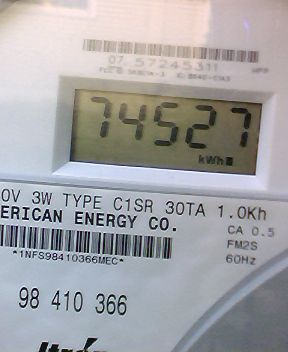 07. 57245311
74527
kWh
0V 3W TYPE C1SR 30TA 1.0Kh
ERICAN ENERGY CO. CA 0.5
FM2S
*1NFS98410366MEC* 60Hz
98 410 366
Itron